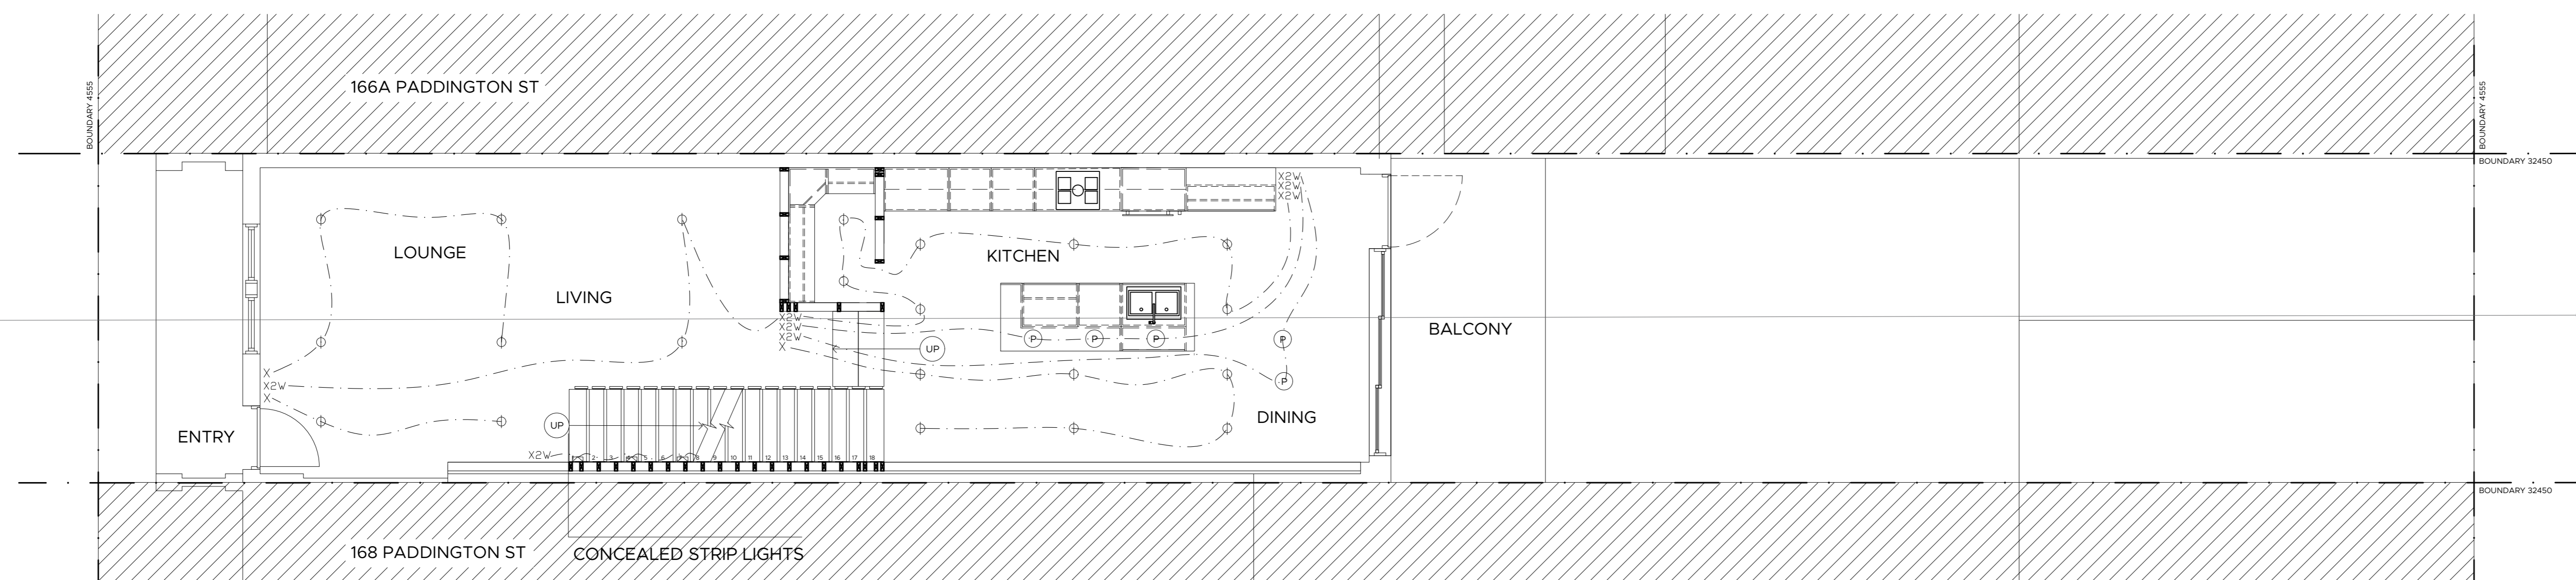 166A PADDINGTON ST
BOUNDARY 4555
BOUNDARY 4555
BOUNDARY 32450
X2W
X2W
X2W
LOUNGE
KITCHEN
LIVING
X2W
X2W
X2W
X
BALCONY
P
P
P
P
UP
X
X2W
X
P
DINING
UP
ENTRY
X2W
1 2 3 4 5 6 7 8 9 10 11 12 13 14 15 16 17 18
BOUNDARY 32450
168 PADDINGTON ST
CONCEALED STRIP LIGHTS